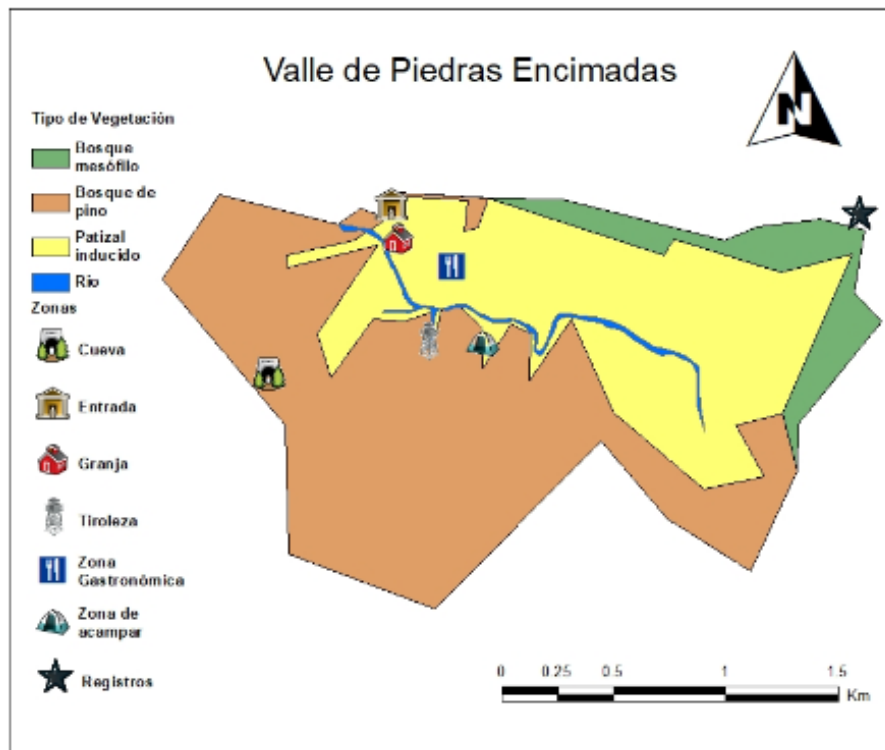 Valle de Piedras Encimadas
N
Tipo de Vegetación
Bosque
mesófilo
Bosque de
pino
Patizal
inducido
Río
Zonas
Cueva
Entrada
Granja
Tiroleza
Zona
Gastronómica
Zona de
acampar
Registros
0 0.25 0.5 1 1.5
Km